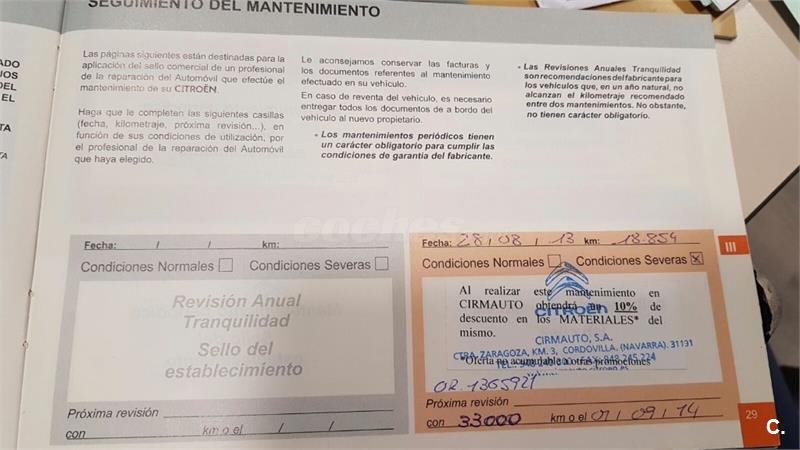 SEGUIMIENTO DEL MANTENIMIENTO
Las páginas siguientes están destinadas para la
aplicación del sello comercial de un profesional
de la reparación del Automóvil que efectúe el
mantenimiento de su CITROËN.
Haga que le completen las siguientes casillas
(fecha, kilometraje, próxima revisión...), en
función de sus condiciones de utilización, por
el profesional de la reparación del Automóvil
que haya elegido.
Le aconsejamos conservar las facturas y
los documentos referentes al mantenimiento
efectuado en su vehículo.
En caso de reventa del vehículo, es necesario
entregar todos los documentos de a bordo del
vehículo al nuevo propietario.
• Los mantenimientos periódicos tienen
un carácter obligatorio para cumplir las
condiciones de garantía del fabricante.
• Las Revisiones Anuales Tranquilidad
son recomendaciones del fabricante para
los vehículos que, en un año natural, no
alcanzan el kilometraje recomendado
entre dos mantenimientos. No obstante,
no tienen carácter obligatorio.
coches
Fecha: / / km:
Condiciones Normales Condiciones Severas
Revisión Anual
Tranquilidad
Sello del
establecimiento
Próxima revisión
con km o el / /
Fecha: 28 / 08 / 13 km: 18.854
Condiciones Normales Condiciones Severas
Al realizar este mantenimiento en
CIRMAUTO obtendrá un 10% de
descuento en los MATERIALES* del
mismo.
CITROËN
CIRMAUTO, S.A.
CTRA. ZARAGOZA, KM. 3, CORDOVILLA. (NAVARRA). 31191
*Oferta no acumulable a otras promociones
OR. 1365921
Próxima revisión
con 33000 km o el 01 / 09 / 14
III
29
C.